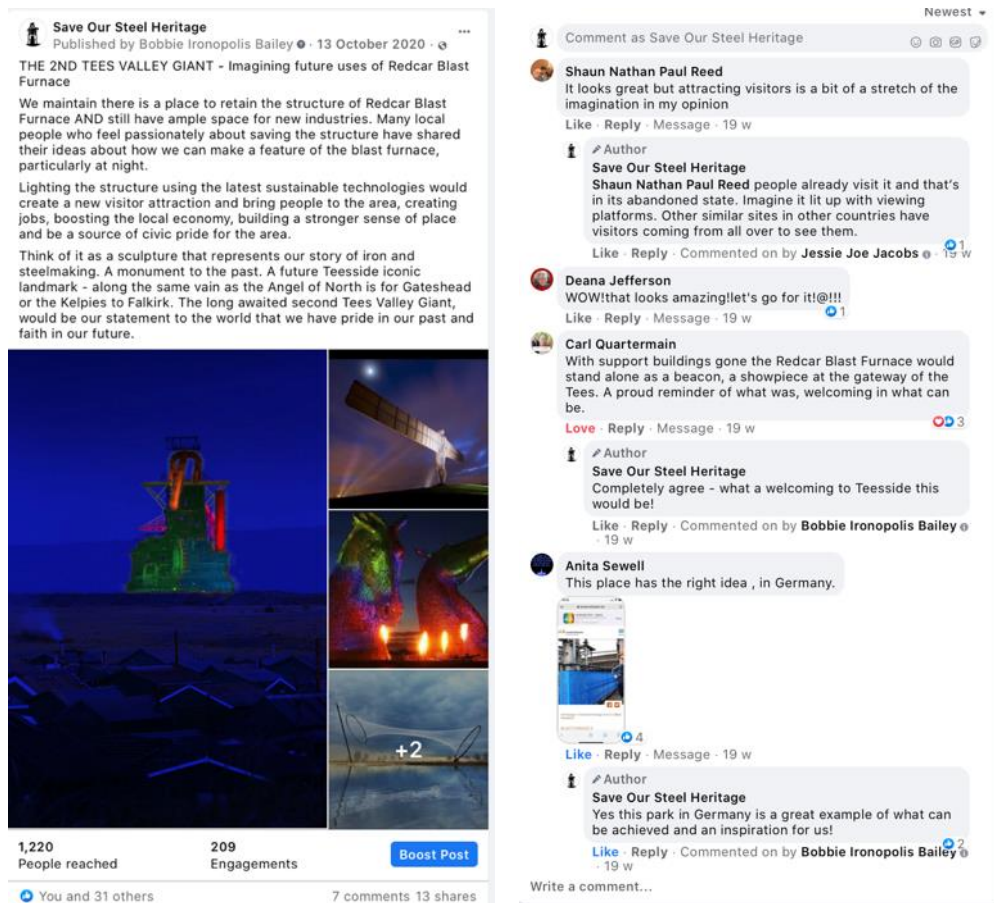 Save Our Steel Heritage
Published by Bobbie Ironopolis Bailey · 13 October 2020 ·
THE 2ND TEES VALLEY GIANT - Imagining future uses of Redcar Blast
Furnace
We maintain there is a place to retain the structure of Redcar Blast
Furnace AND still have ample space for new industries. Many local
people who feel passionately about saving the structure have shared
their ideas about how we can make a feature of the blast furnace,
particularly at night.
Lighting the structure using the latest sustainable technologies would
create a new visitor attraction and bring people to the area, creating
jobs, boosting the local economy, building a stronger sense of place
and be a source of civic pride for the area.
Think of it as a sculpture that represents our story of iron and
steelmaking. A monument to the past. A future Teesside iconic
landmark - along the same vain as the Angel of North is for Gateshead
or the Kelpies to Falkirk. The long awaited second Tees Valley Giant,
would be our statement to the world that we have pride in our past and
faith in our future.
+2
1,220
People reached
209
Engagements
Boost Post
You and 31 others
7 comments 13 shares
Newest
Comment as Save Our Steel Heritage
Shaun Nathan Paul Reed
It looks great but attracting visitors is a bit of a stretch of the
imagination in my opinion
Like · Reply · Message · 19 w
Author
Save Our Steel Heritage
Shaun Nathan Paul Reed people already visit it and that's
in its abandoned state. Imagine it lit up with viewing
platforms. Other similar sites in other countries have
visitors coming from all over to see them.
1
Like · Reply · Commented on by Jessie Joe Jacobs · 19 w
Deana Jefferson
WOW!that looks amazing!let's go for it!@!!!
1
Like · Reply · Message · 19 w
Carl Quartermain
With support buildings gone the Redcar Blast Furnace would
stand alone as a beacon, a showpiece at the gateway of the
Tees. A proud reminder of what was, welcoming in what can
be.
3
Love · Reply · Message · 19 w
Author
Save Our Steel Heritage
Completely agree - what a welcoming to Teesside this
would be!
Like · Reply · Commented on by Bobbie Ironopolis Bailey
· 19 w
Anita Sewell
This place has the right idea , in Germany.
4
Like · Reply · Message · 19 w
Author
Save Our Steel Heritage
Yes this park in Germany is a great example of what can
be achieved and an inspiration for us!
2
Like · Reply · Commented on by Bobbie Ironopolis Bailey
· 19 w
Write a comment...